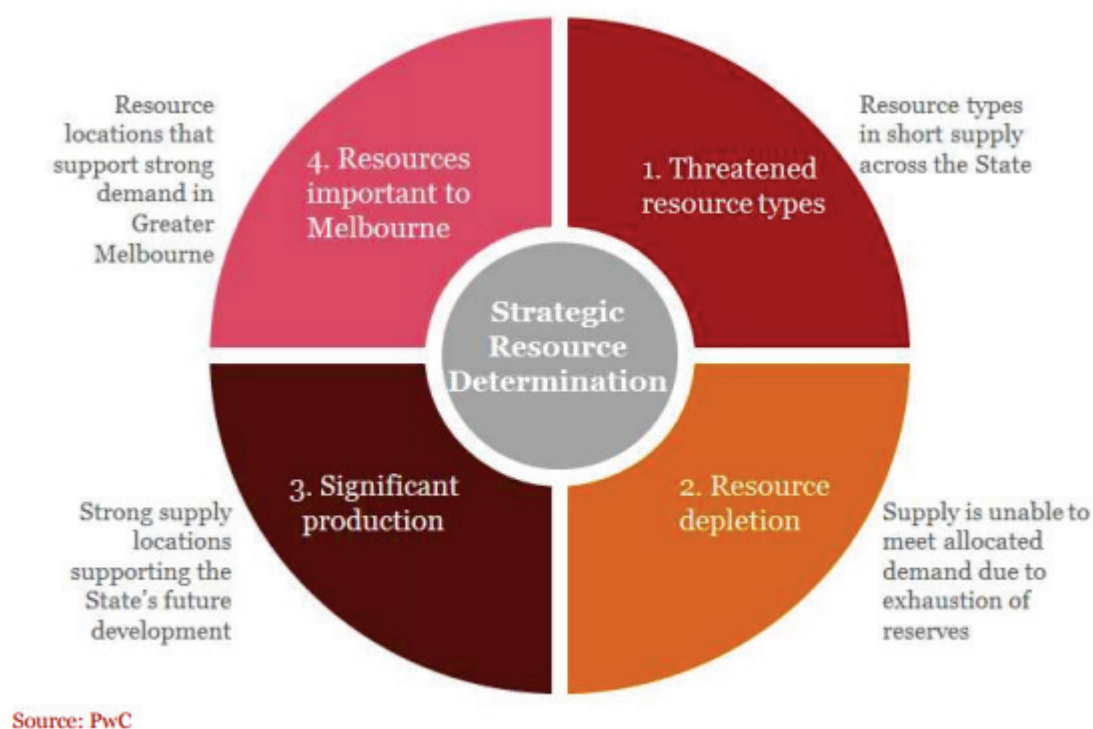 Resource
locations that
support strong
demand in
Greater
Melbourne
4. Resources
important to
Melbourne
1. Threatened
resource types
Resource types
in short supply
across the State
Strategic
Resource
Determination
3. Significant
production
Strong supply
locations
supporting the
State's future
development
2. Resource
depletion
Supply is unable to
meet allocated
demand due to
exhaustion of
reserves
Source: PwC